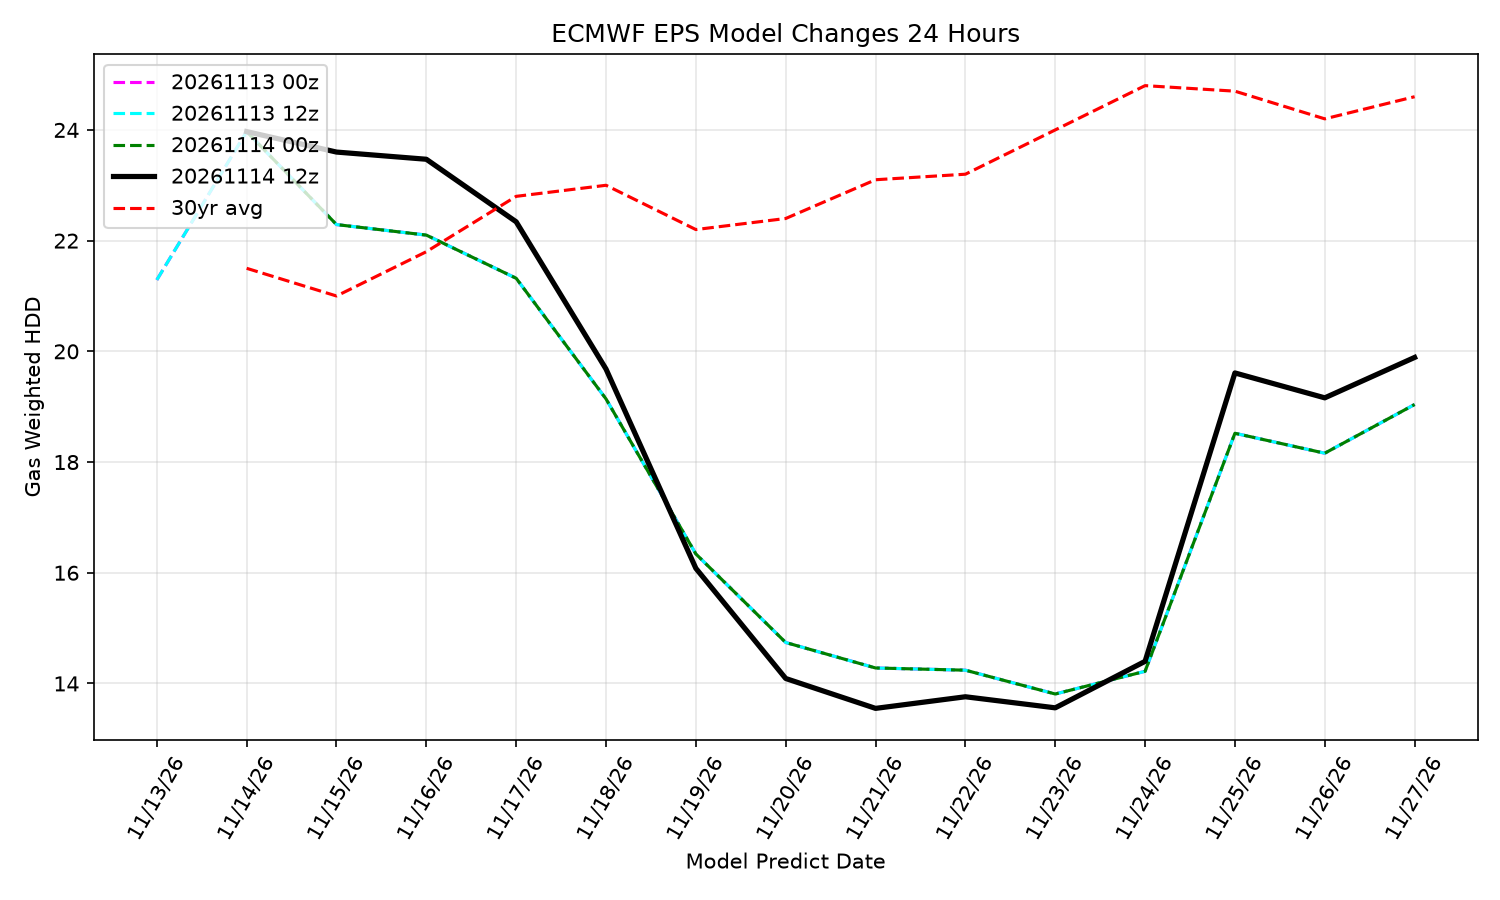 ECMWF EPS Model Changes 24 Hours
20261113 00z
20261113 12z
20261114 00z
20261114 12z
30yr avg
Gas Weighted HDD
24
22
20
18
16
14
11/13/26
11/14/26
11/15/26
11/16/26
11/17/26
11/18/26
11/19/26
11/20/26
11/21/26
11/22/26
11/23/26
11/24/26
11/25/26
11/26/26
11/27/26
Model Predict Date